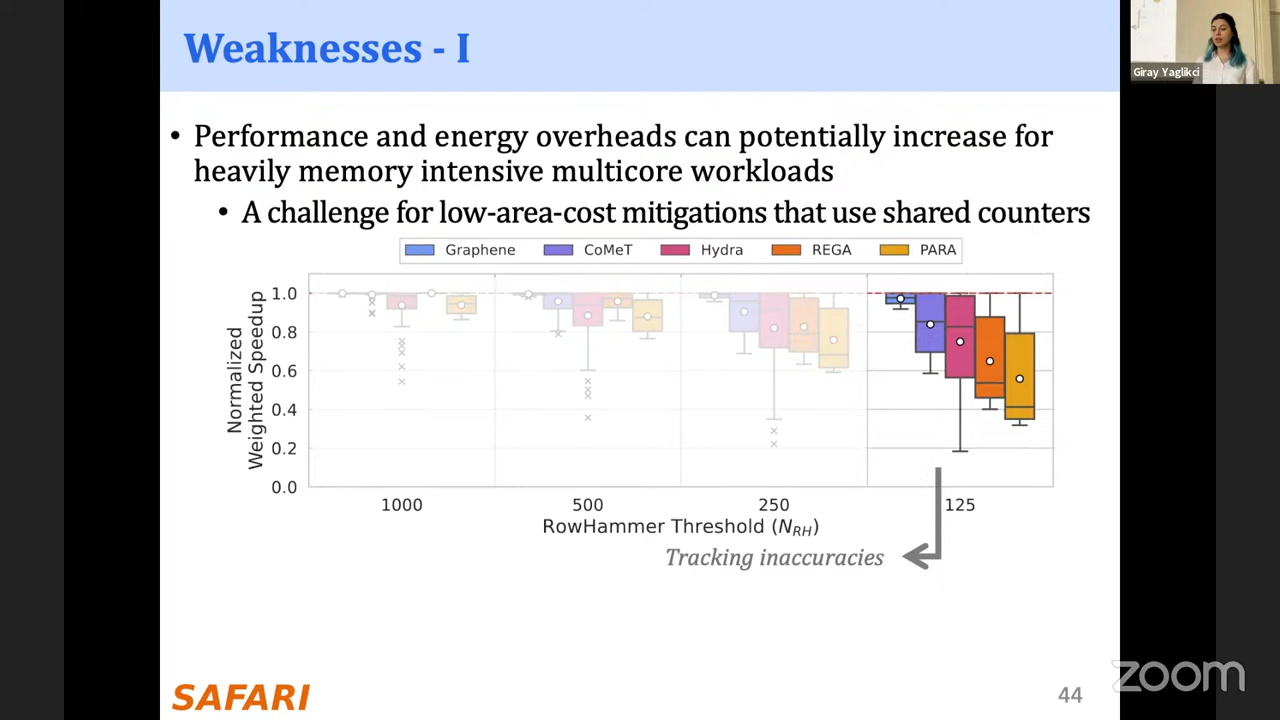 Weaknesses - I
Giray Yaglikci
• Performance and energy overheads can potentially increase for
heavily memory intensive multicore workloads
• A challenge for low-area-cost mitigations that use shared counters
Graphene CoMeT Hydra REGA PARA
Normalized
Weighted Speedup
1.0
0.8
0.6
0.4
0.2
0.0
1000 500 250 125
RowHammer Threshold (N_RH)
Tracking inaccuracies
SAFARI
44
zoom